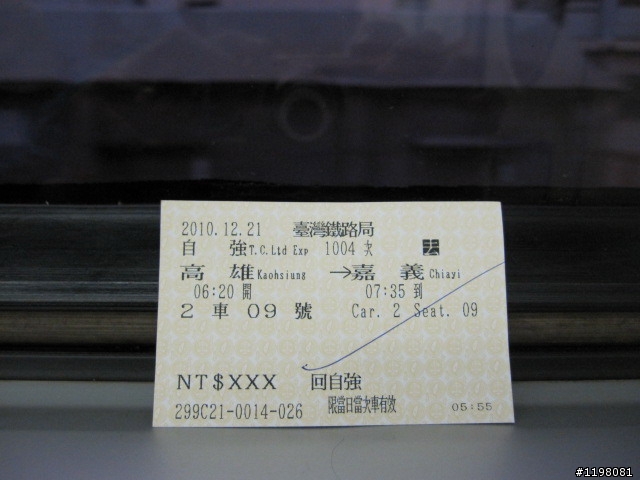 2010.12.21 臺灣鐵路局
自 強 T.C.Ltd Exp 1004 次 去
高 雄 Kaohsiung →嘉 義 Chiayi
06:20 開 07:35 到
2 車 09 號 Car. 2 Seat. 09
NT$XXX 回自強
299C21-0014-026 限當日當次車有效 05:55
#1198081